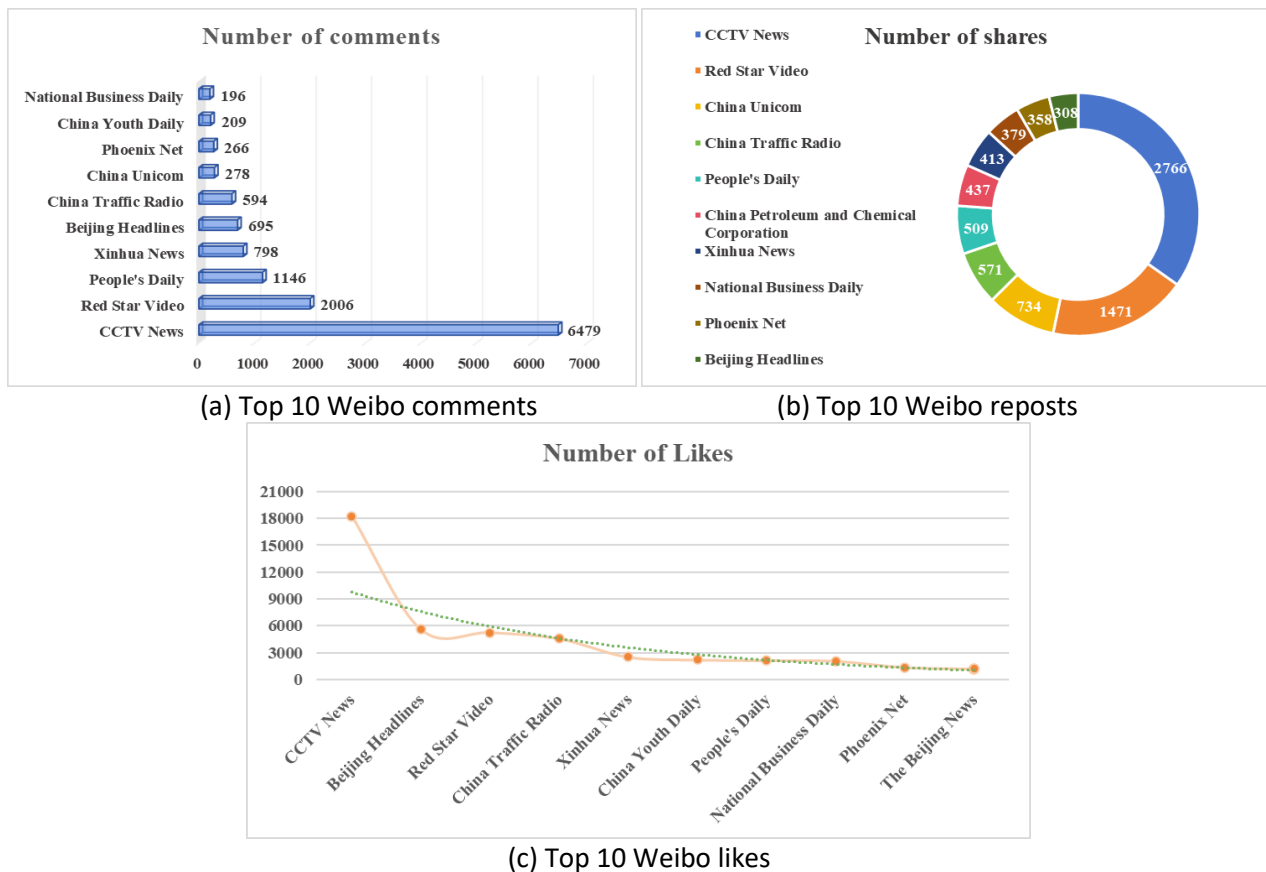 Number of comments
National Business Daily 196
China Youth Daily 209
Phoenix Net 266
China Unicom 278
China Traffic Radio 594
Beijing Headlines 695
Xinhua News 798
People's Daily 1146
Red Star Video 2006
CCTV News 6479
0 1000 2000 3000 4000 5000 6000 7000
(a) Top 10 Weibo comments
Number of shares
CCTV News
Red Star Video
China Unicom
China Traffic Radio
People's Daily
China Petroleum and Chemical
Corporation
Xinhua News
National Business Daily
Phoenix Net
Beijing Headlines
2766
1471
734
571
509
437
413
379
358
308
(b) Top 10 Weibo reposts
Number of Likes
21000
18000
15000
12000
9000
6000
3000
0
CCTV News
Beijing Headlines
Red Star Video
China Traffic Radio
Xinhua News
China Youth Daily
People's Daily
National Business Daily
Phoenix Net
The Beijing News
(c) Top 10 Weibo likes